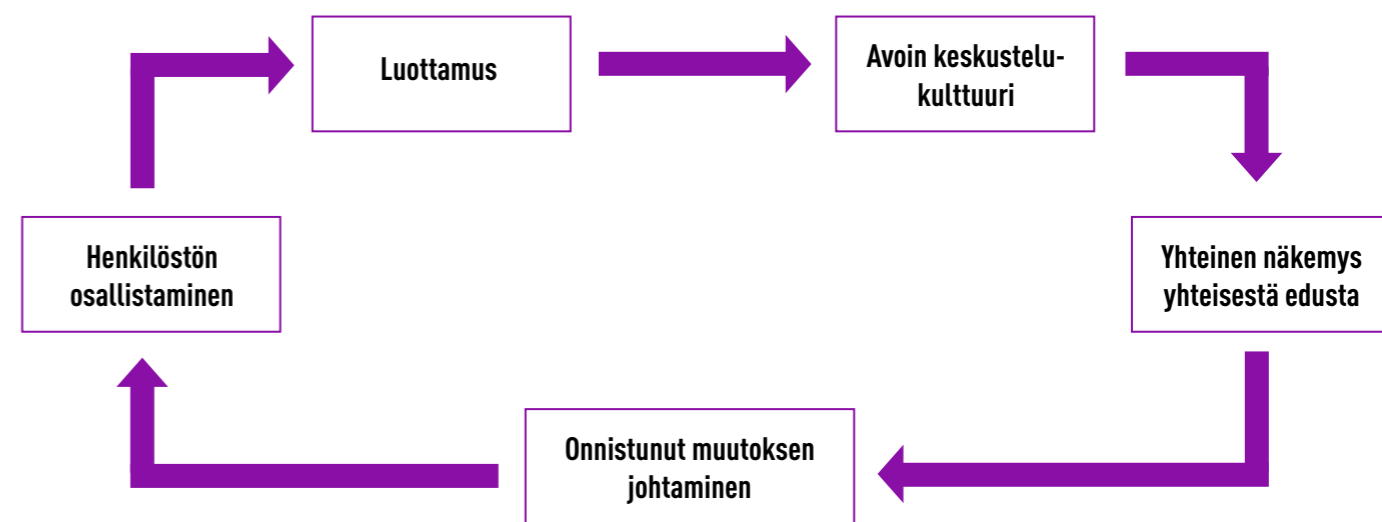 Luottamus
Avoin keskustelu-
kulttuuri
Henkilöstön
osallistaminen
Yhteinen näkemys
yhteisestä edusta
Onnistunut muutoksen
johtaminen